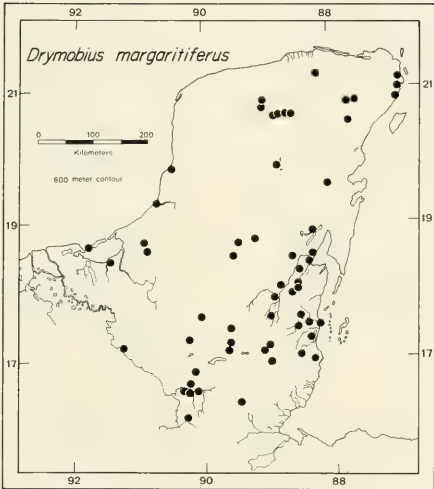 92 90 88
Drymobius margaritiferus
21 21
0 100 200
Kilometers
600 meter contour
19 19
17 17
92 90 88